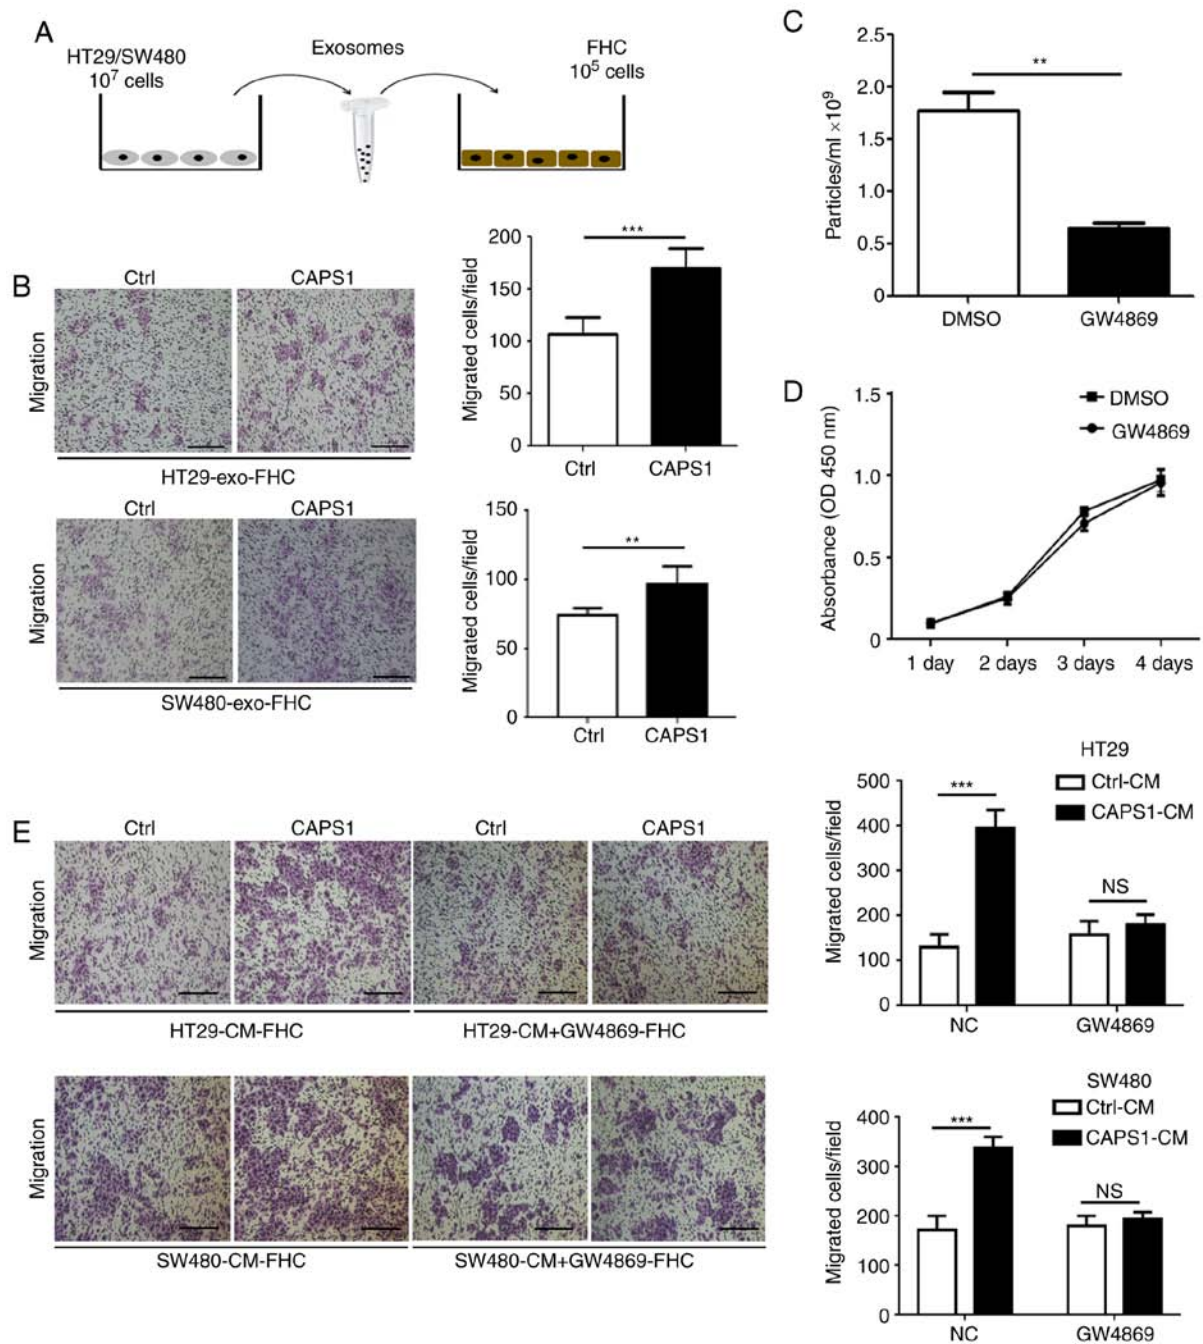 A
HT29/SW480
10⁷ cells
Exosomes
FHC
10⁵ cells
B
Ctrl
CAPS1
Migration
HT29-exo-FHC
Ctrl
CAPS1
Migration
SW480-exo-FHC
Migrated cells/field
200
150
100
50
0
***
Ctrl
CAPS1
Migrated cells/field
150
100
50
0
**
Ctrl
CAPS1
C
Particles/ml ×10⁹
2.5
2.0
1.5
1.0
0.5
0
**
DMSO
GW4869
D
Absorbance (OD 450 nm)
1.5
1.0
0.5
0
DMSO
GW4869
1 day
2 days
3 days
4 days
E
Ctrl
CAPS1
Ctrl
CAPS1
Migration
HT29-CM-FHC
HT29-CM+GW4869-FHC
Migration
SW480-CM-FHC
SW480-CM+GW4869-FHC
HT29
Ctrl-CM
CAPS1-CM
Migrated cells/field
500
400
300
200
100
0
***
NS
NC
GW4869
SW480
Ctrl-CM
CAPS1-CM
Migrated cells/field
400
300
200
100
0
***
NS
NC
GW4869